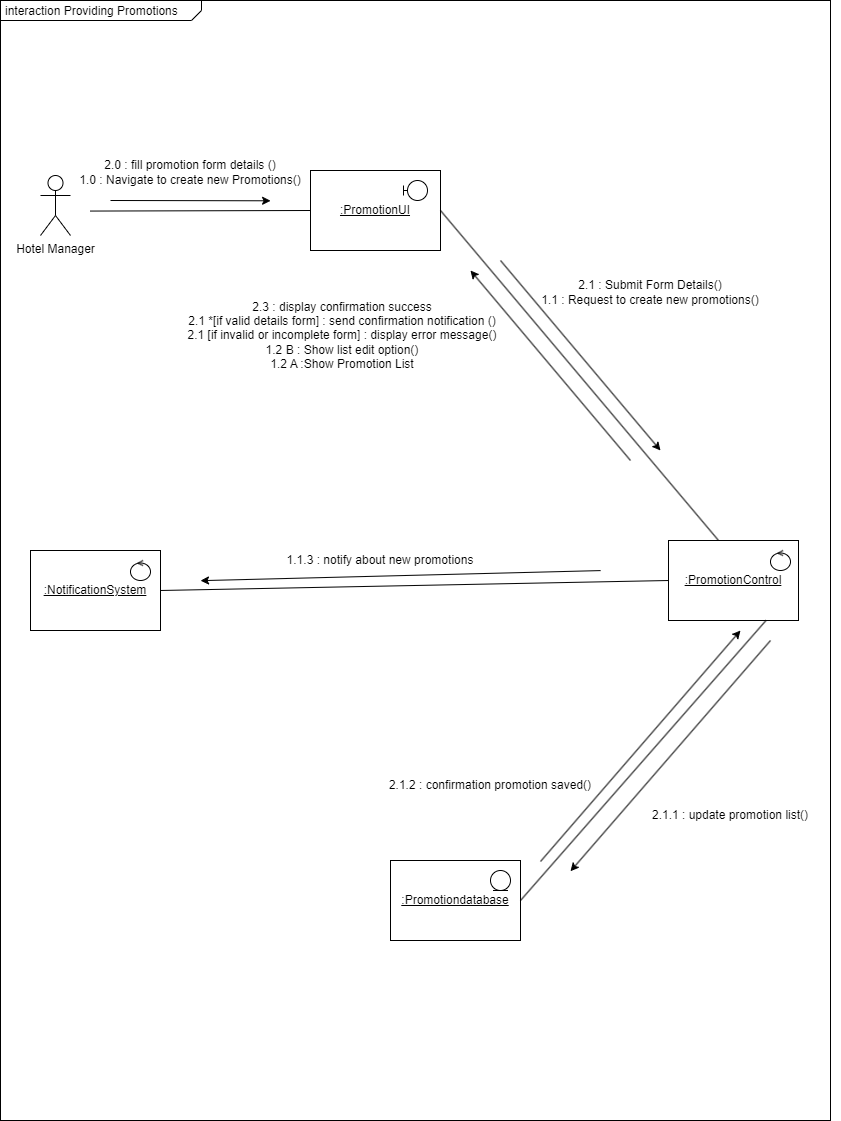 interaction Providing Promotions
2.0 : fill promotion form details ()
1.0 : Navigate to create new Promotions()
:PromotionUI
Hotel Manager
2.1 : Submit Form Details()
1.1 : Request to create new promotions()
2.3 : display confirmation success
2.1 *[if valid details form] : send confirmation notification ()
2.1 [if invalid or incomplete form] : display error message()
1.2 B : Show list edit option()
1.2 A :Show Promotion List
1.1.3 : notify about new promotions
:NotificationSystem
:PromotionControl
2.1.2 : confirmation promotion saved()
2.1.1 : update promotion list()
:Promotiondatabase